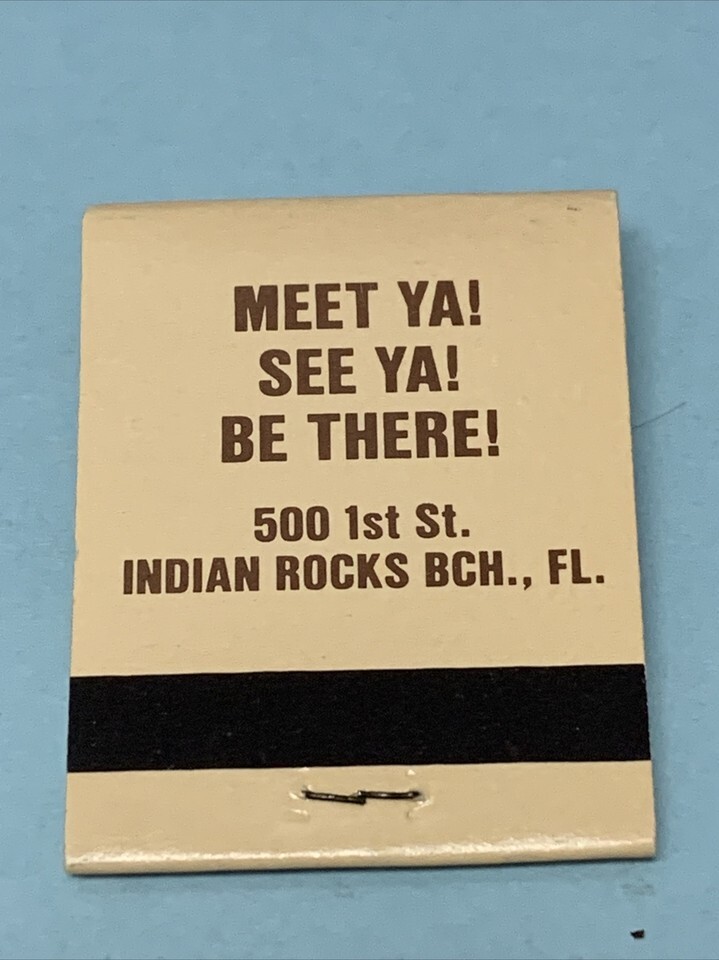 MEET YA!
SEE YA!
BE THERE!
500 1st St.
INDIAN ROCKS BCH., FL.